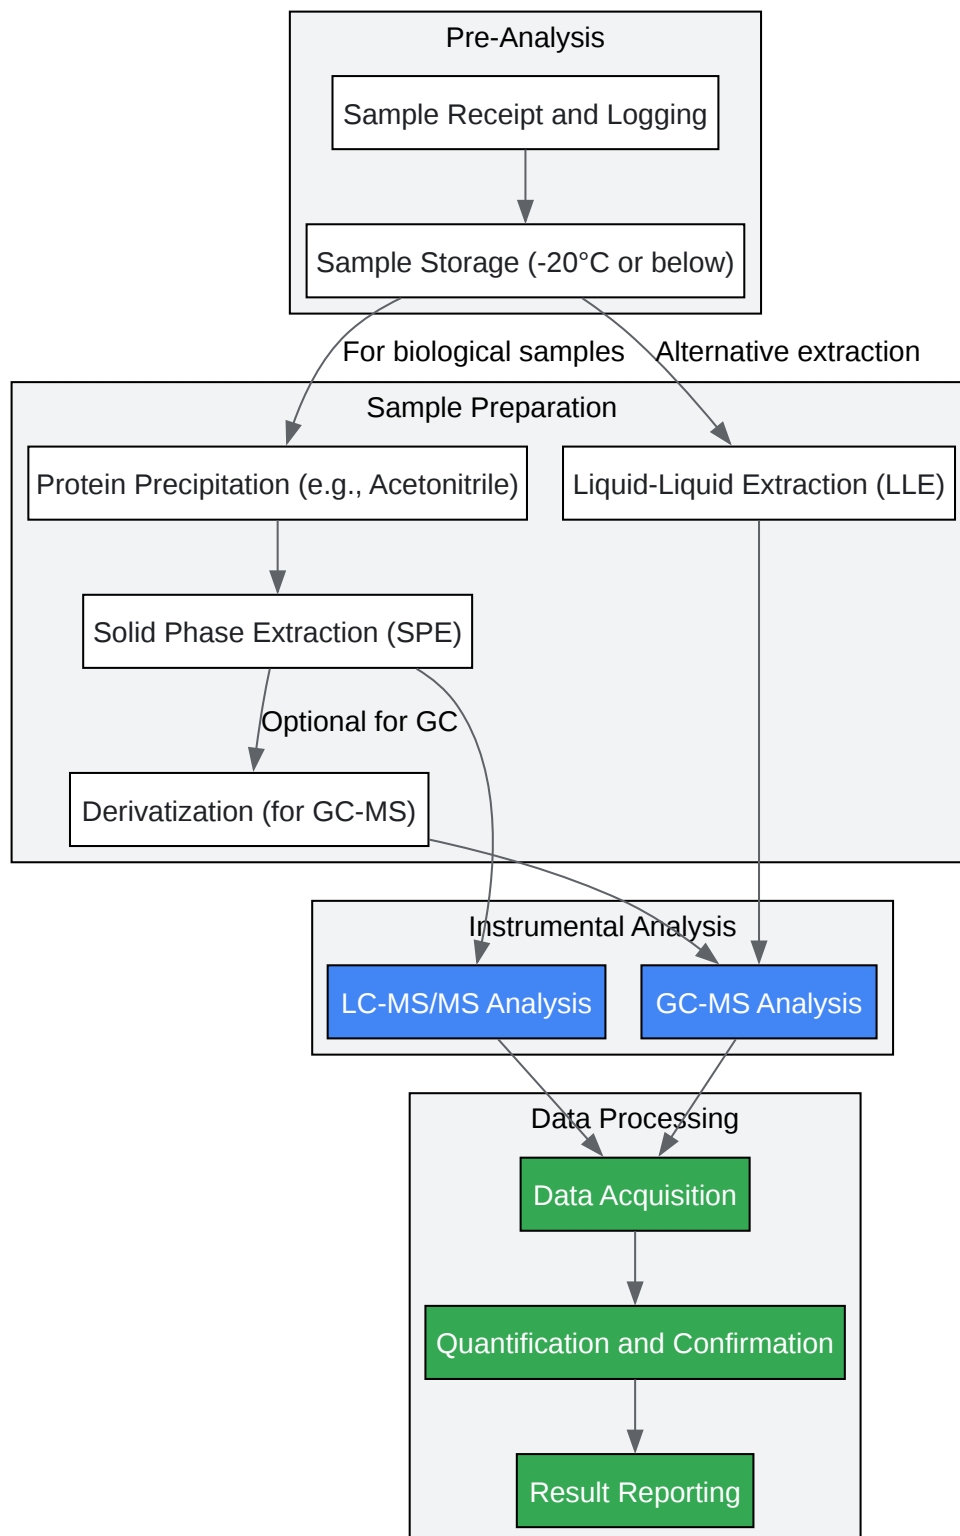 Pre-Analysis
Sample Receipt and Logging
Sample Storage (-20°C or below)
For biological samples
Alternative extraction
Sample Preparation
Protein Precipitation (e.g., Acetonitrile)
Liquid-Liquid Extraction (LLE)
Solid Phase Extraction (SPE)
Optional for GC
Derivatization (for GC-MS)
Instrumental Analysis
LC-MS/MS Analysis
GC-MS Analysis
Data Processing
Data Acquisition
Quantification and Confirmation
Result Reporting